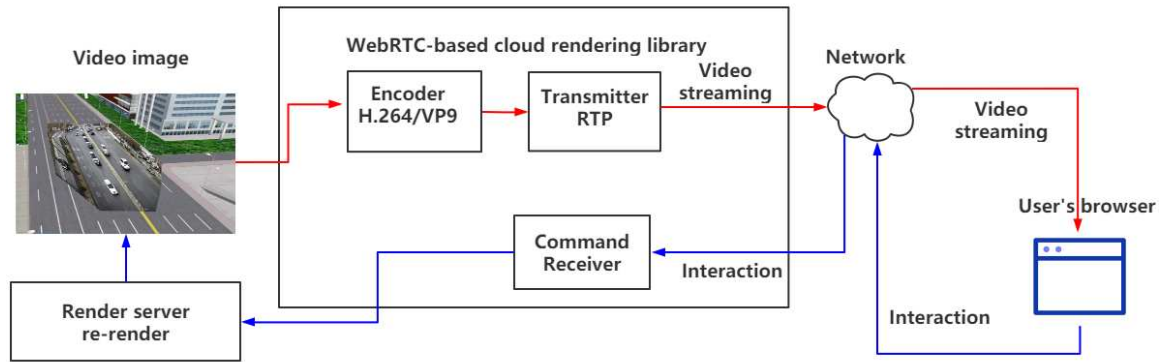 WebRTC-based cloud rendering library
Video image
Encoder
H.264/VP9
Transmitter
RTP
Video
streaming
Network
Video
streaming
User's browser
Command
Receiver
Interaction
Interaction
Render server
re-render